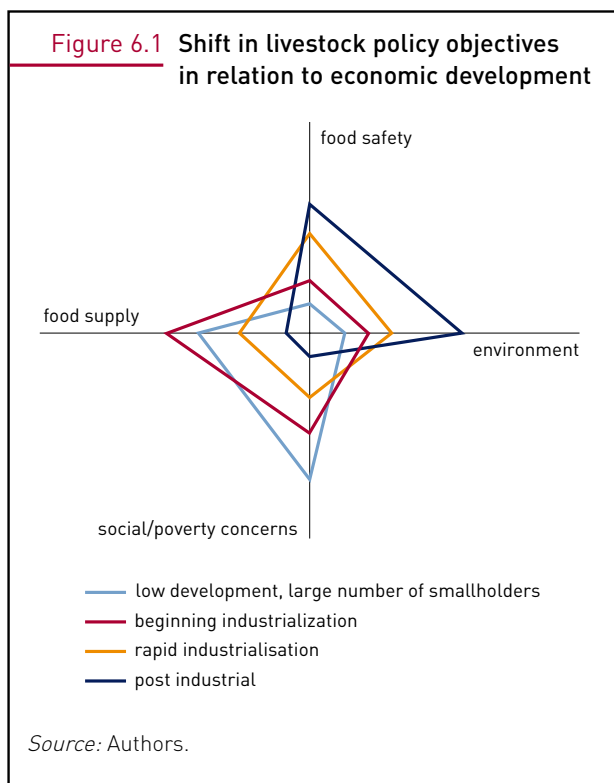 Figure 6.1 Shift in livestock policy objectives
in relation to economic development
food safety
food supply
environment
social/poverty concerns
low development, large number of smallholders
beginning industrialization
rapid industrialisation
post industrial
Source: Authors.